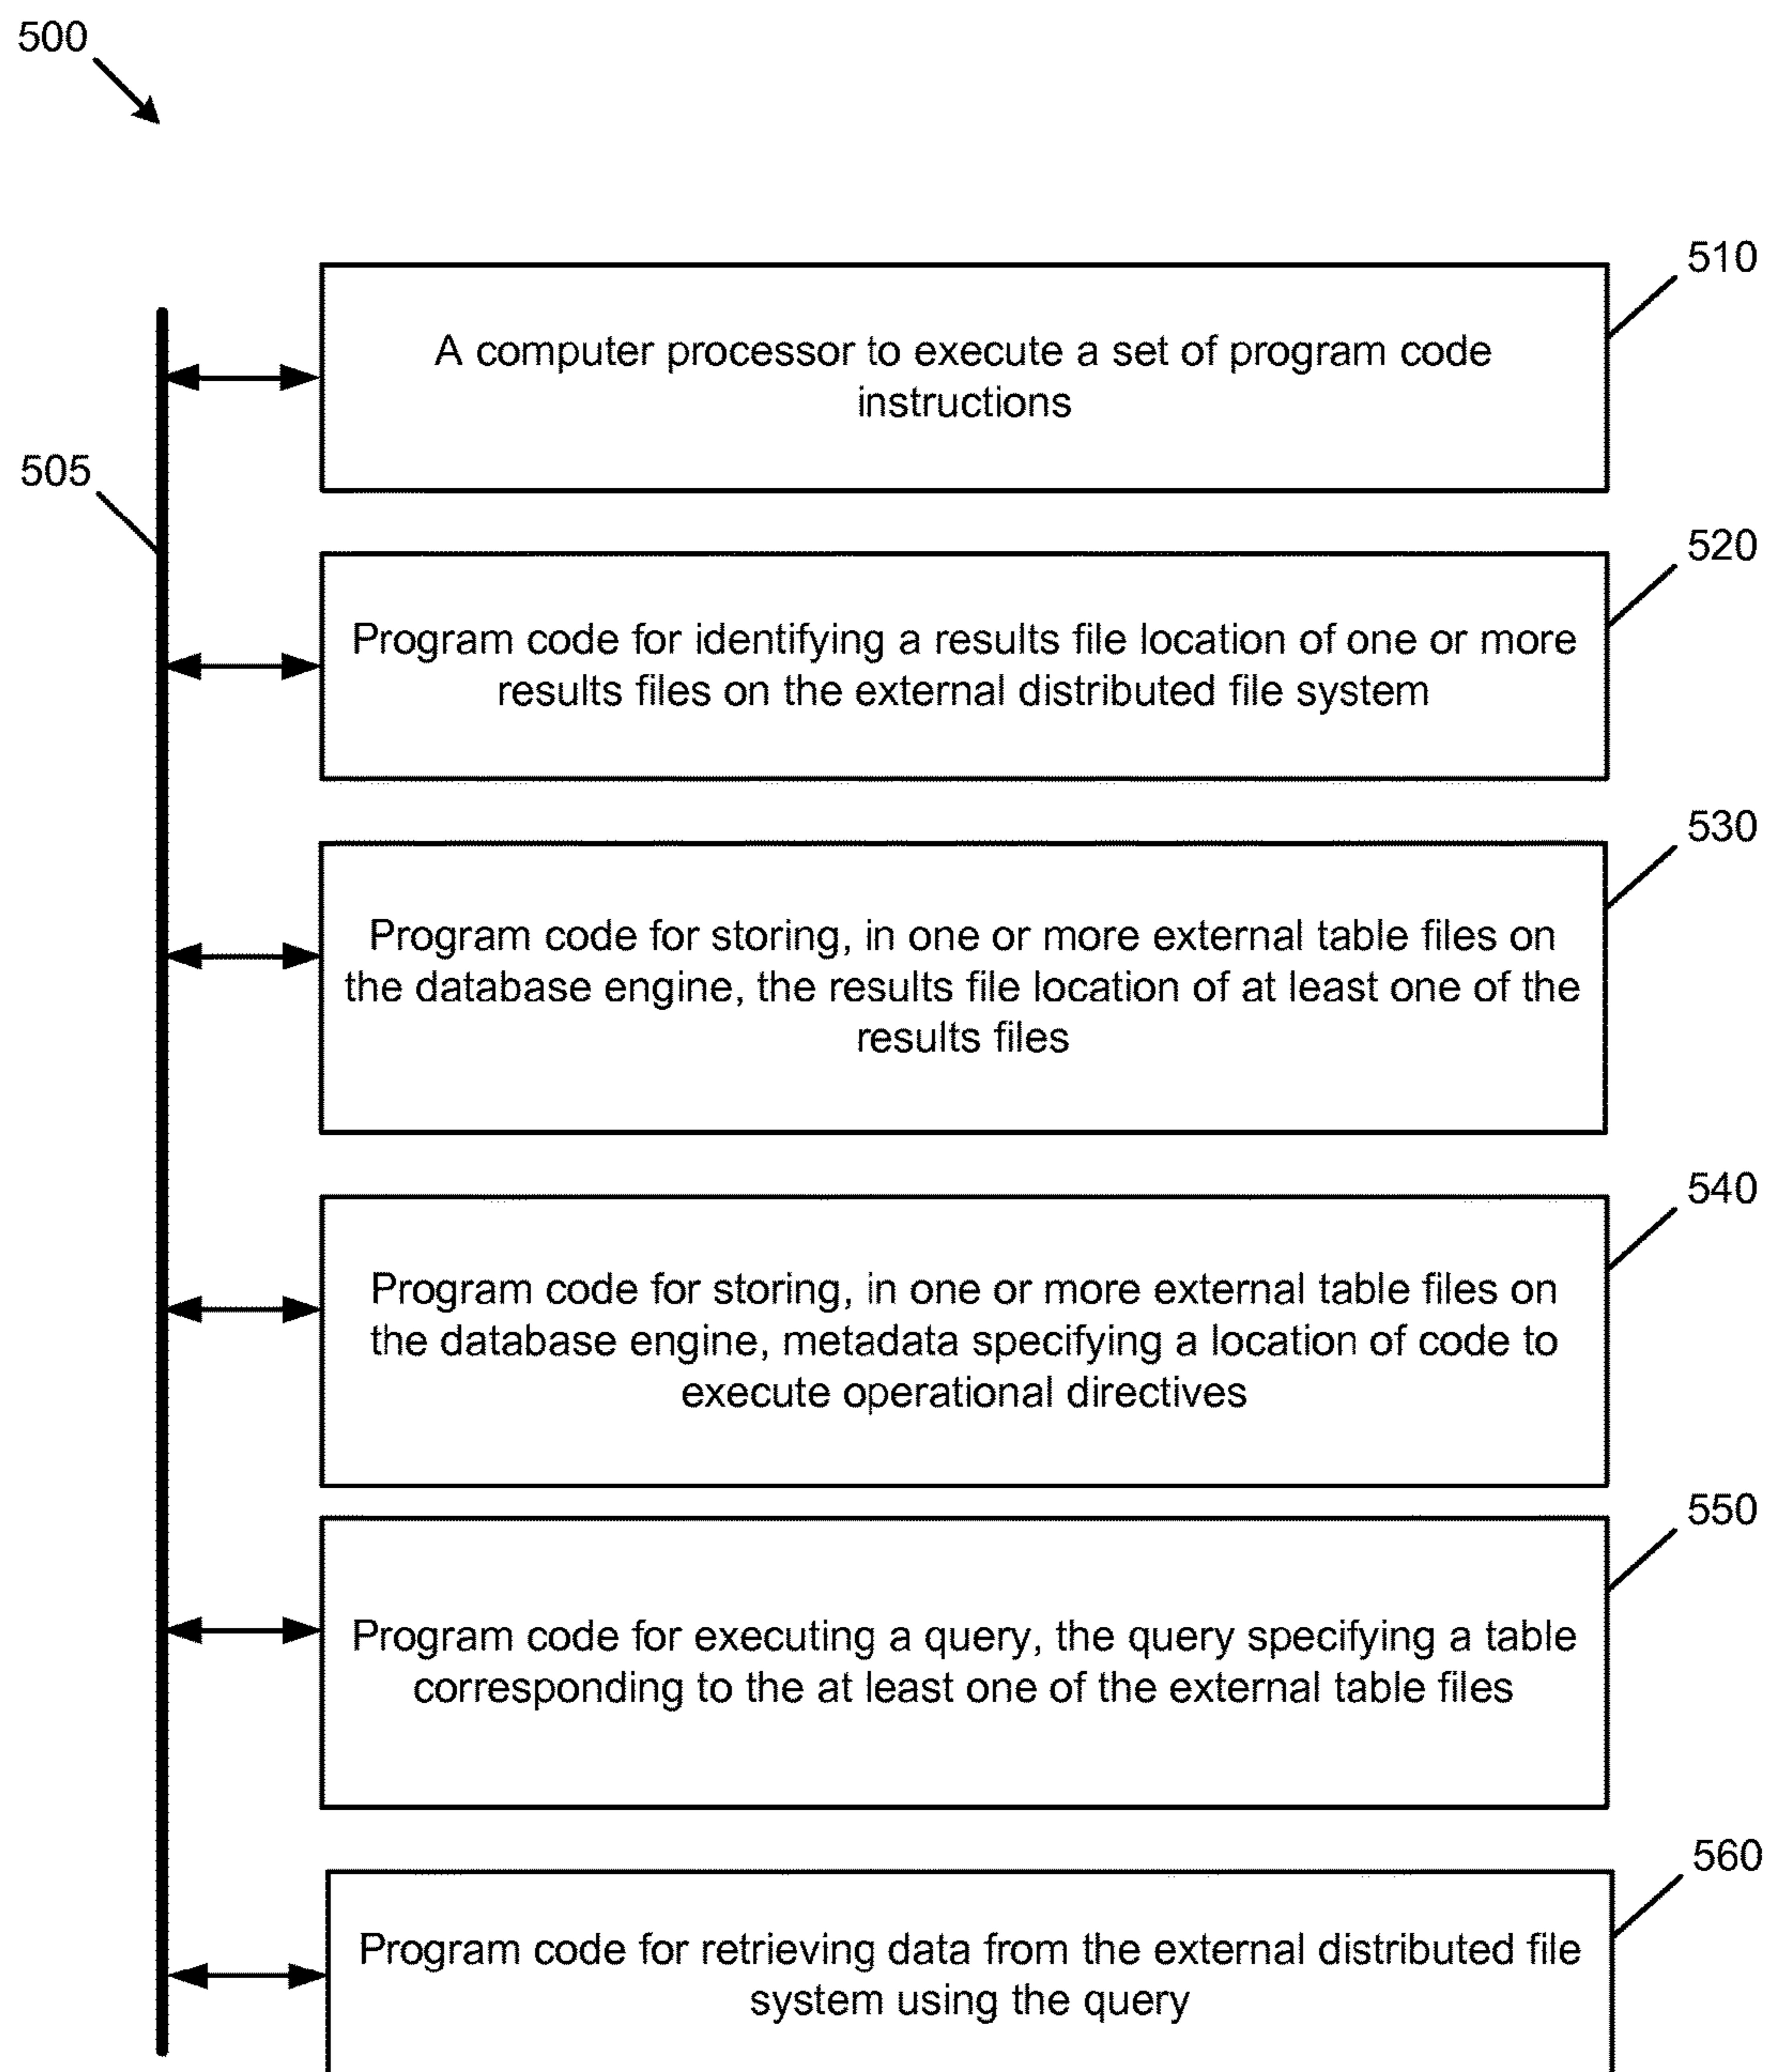 500
510
A computer processor to execute a set of program code
instructions
505
520
Program code for identifying a results file location of one or more
results files on the external distributed file system
530
Program code for storing, in one or more external table files on
the database engine, the results file location of at least one of the
results files
540
Program code for storing, in one or more external table files on
the database engine, metadata specifying a location of code to
execute operational directives
550
Program code for executing a query, the query specifying a table
corresponding to the at least one of the external table files
560
Program code for retrieving data from the external distributed file
system using the query